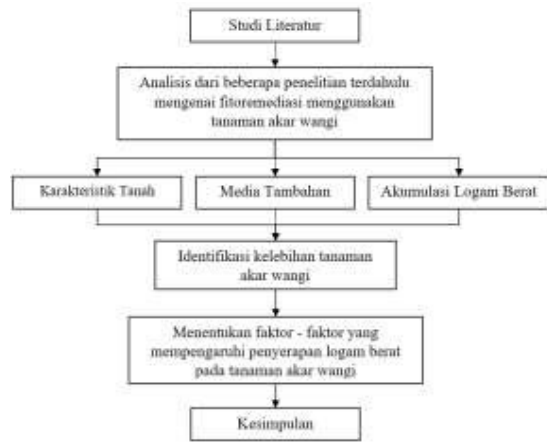 Studi Literatur
Analisis dari beberapa penelitian terdahulu
mengenai fitoremediasi menggunakan
tanaman akar wangi
Karakteristik Tanah
Media Tambahan
Akumulasi Logam Berat
Identifikasi kelebihan tanaman
akar wangi
Menentukan faktor - faktor yang
mempengaruhi penyerapan logam berat
pada tanaman akar wangi
Kesimpulan